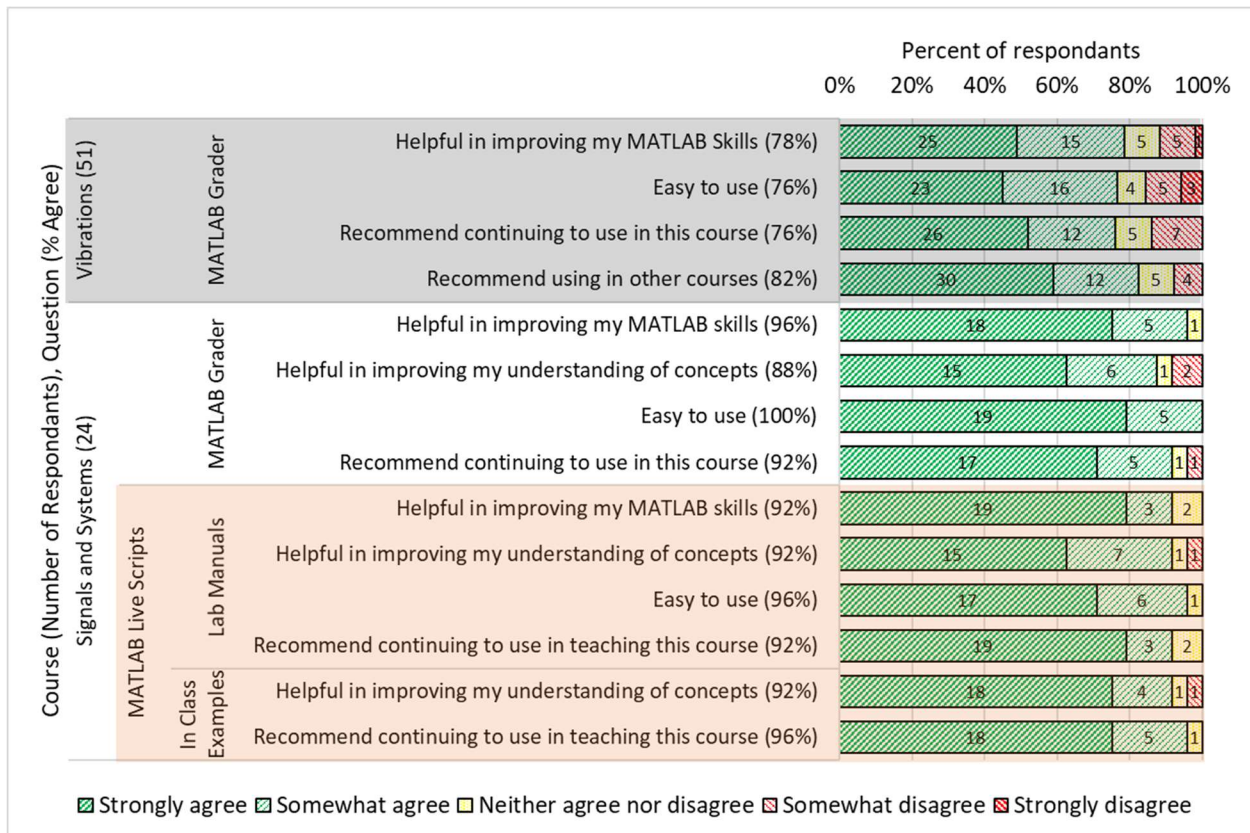 Percent of respondants
0% 20% 40% 60% 80% 100%
Course (Number of Respondants), Question (% Agree)
Vibrations (51)
MATLAB Grader
Helpful in improving my MATLAB Skills (78%) 25 15 5 5 1
Easy to use (76%) 23 16 4 5 3
Recommend continuing to use in this course (76%) 26 12 5 7
Recommend using in other courses (82%) 30 12 5 4
Signals and Systems (24)
MATLAB Grader
Helpful in improving my MATLAB skills (96%) 18 5 1
Helpful in improving my understanding of concepts (88%) 15 6 1 2
Easy to use (100%) 19 5
Recommend continuing to use in this course (92%) 17 5 1 1
MATLAB Live Scripts
Lab Manuals
Helpful in improving my MATLAB skills (92%) 19 3 2
Helpful in improving my understanding of concepts (92%) 15 7 1 1
Easy to use (96%) 17 6 1
Recommend continuing to use in teaching this course (92%) 19 3 2
In Class
Examples
Helpful in improving my understanding of concepts (92%) 18 4 1 1
Recommend continuing to use in teaching this course (96%) 18 5 1
Strongly agree Somewhat agree Neither agree nor disagree Somewhat disagree Strongly disagree